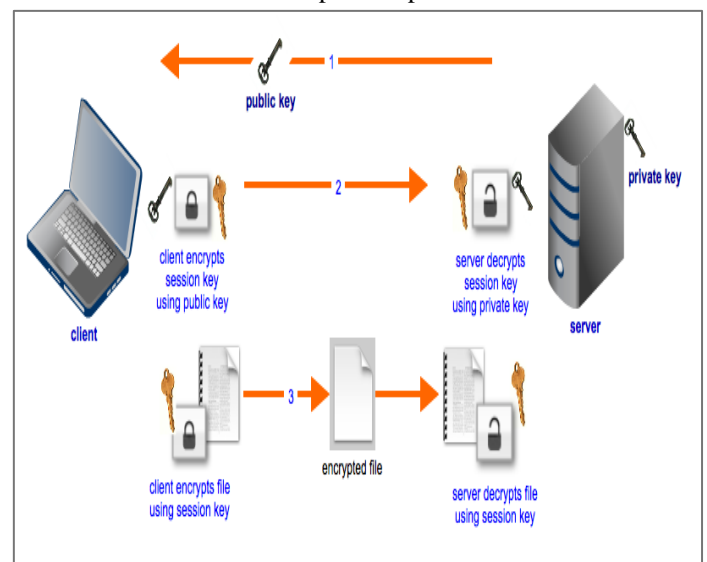 1
public key
private key
2
client encrypts
session key
using public key
server decrypts
session key
using private key
client
server
3
encrypted file
client encrypts file
using session key
server decrypts file
using session key